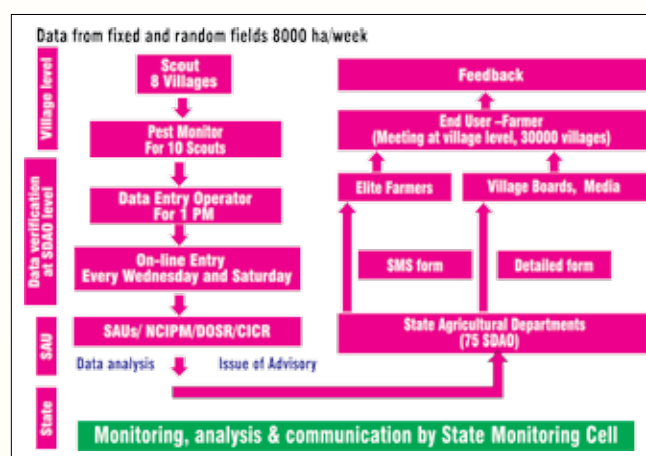 Data from fixed and random fields 8000 ha/week
Village level
Scout
8 Villages
Pest Monitor
For 10 Scouts
Data verification
at SDAO level
Data Entry Operator
For 1 PM
On-line Entry
Every Wednesday and Saturday
SAU
SAUs/ NCIPM/DOSR/CICR
Data analysis
Issue of Advisory
State
Feedback
End User –Farmer
(Meeting at village level, 30000 villages)
Elite Farmers
Village Boards, Media
SMS form
Detailed form
State Agricultural Departments
(75 SDAO)
Monitoring, analysis & communication by State Monitoring Cell